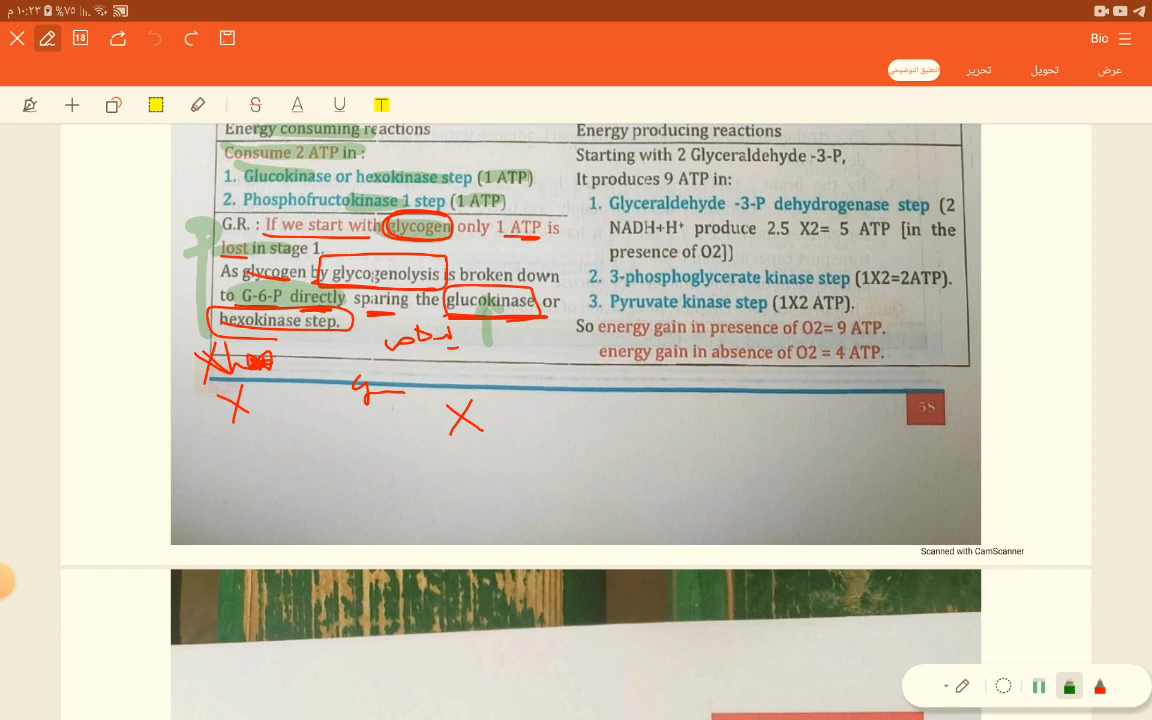 ١٠:٢٣ م %٧٥
18
Bio
عرض تحويل تحرير التعليق التوضيحي
S A U T
Energy consuming reactions
Consume 2 ATP in :
1. Glucokinase or hexokinase step (1 ATP)
2. Phosphofructokinase 1 step (1 ATP)
G.R. : If we start with glycogen only 1 ATP is
lost in stage 1.
As glycogen by glycogenolysis is broken down
to G-6-P directly sparing the glucokinase or
hexokinase step.
Energy producing reactions
Starting with 2 Glyceraldehyde -3-P,
It produces 9 ATP in:
1. Glyceraldehyde -3-P dehydrogenase step (2
NADH+H⁺ produce 2.5 X2= 5 ATP [in the
presence of O2])
2. 3-phosphoglycerate kinase step (1X2=2ATP).
3. Pyruvate kinase step (1X2 ATP).
So energy gain in presence of O2= 9 ATP.
energy gain in absence of O2 = 4 ATP.
58
Scanned with CamScanner